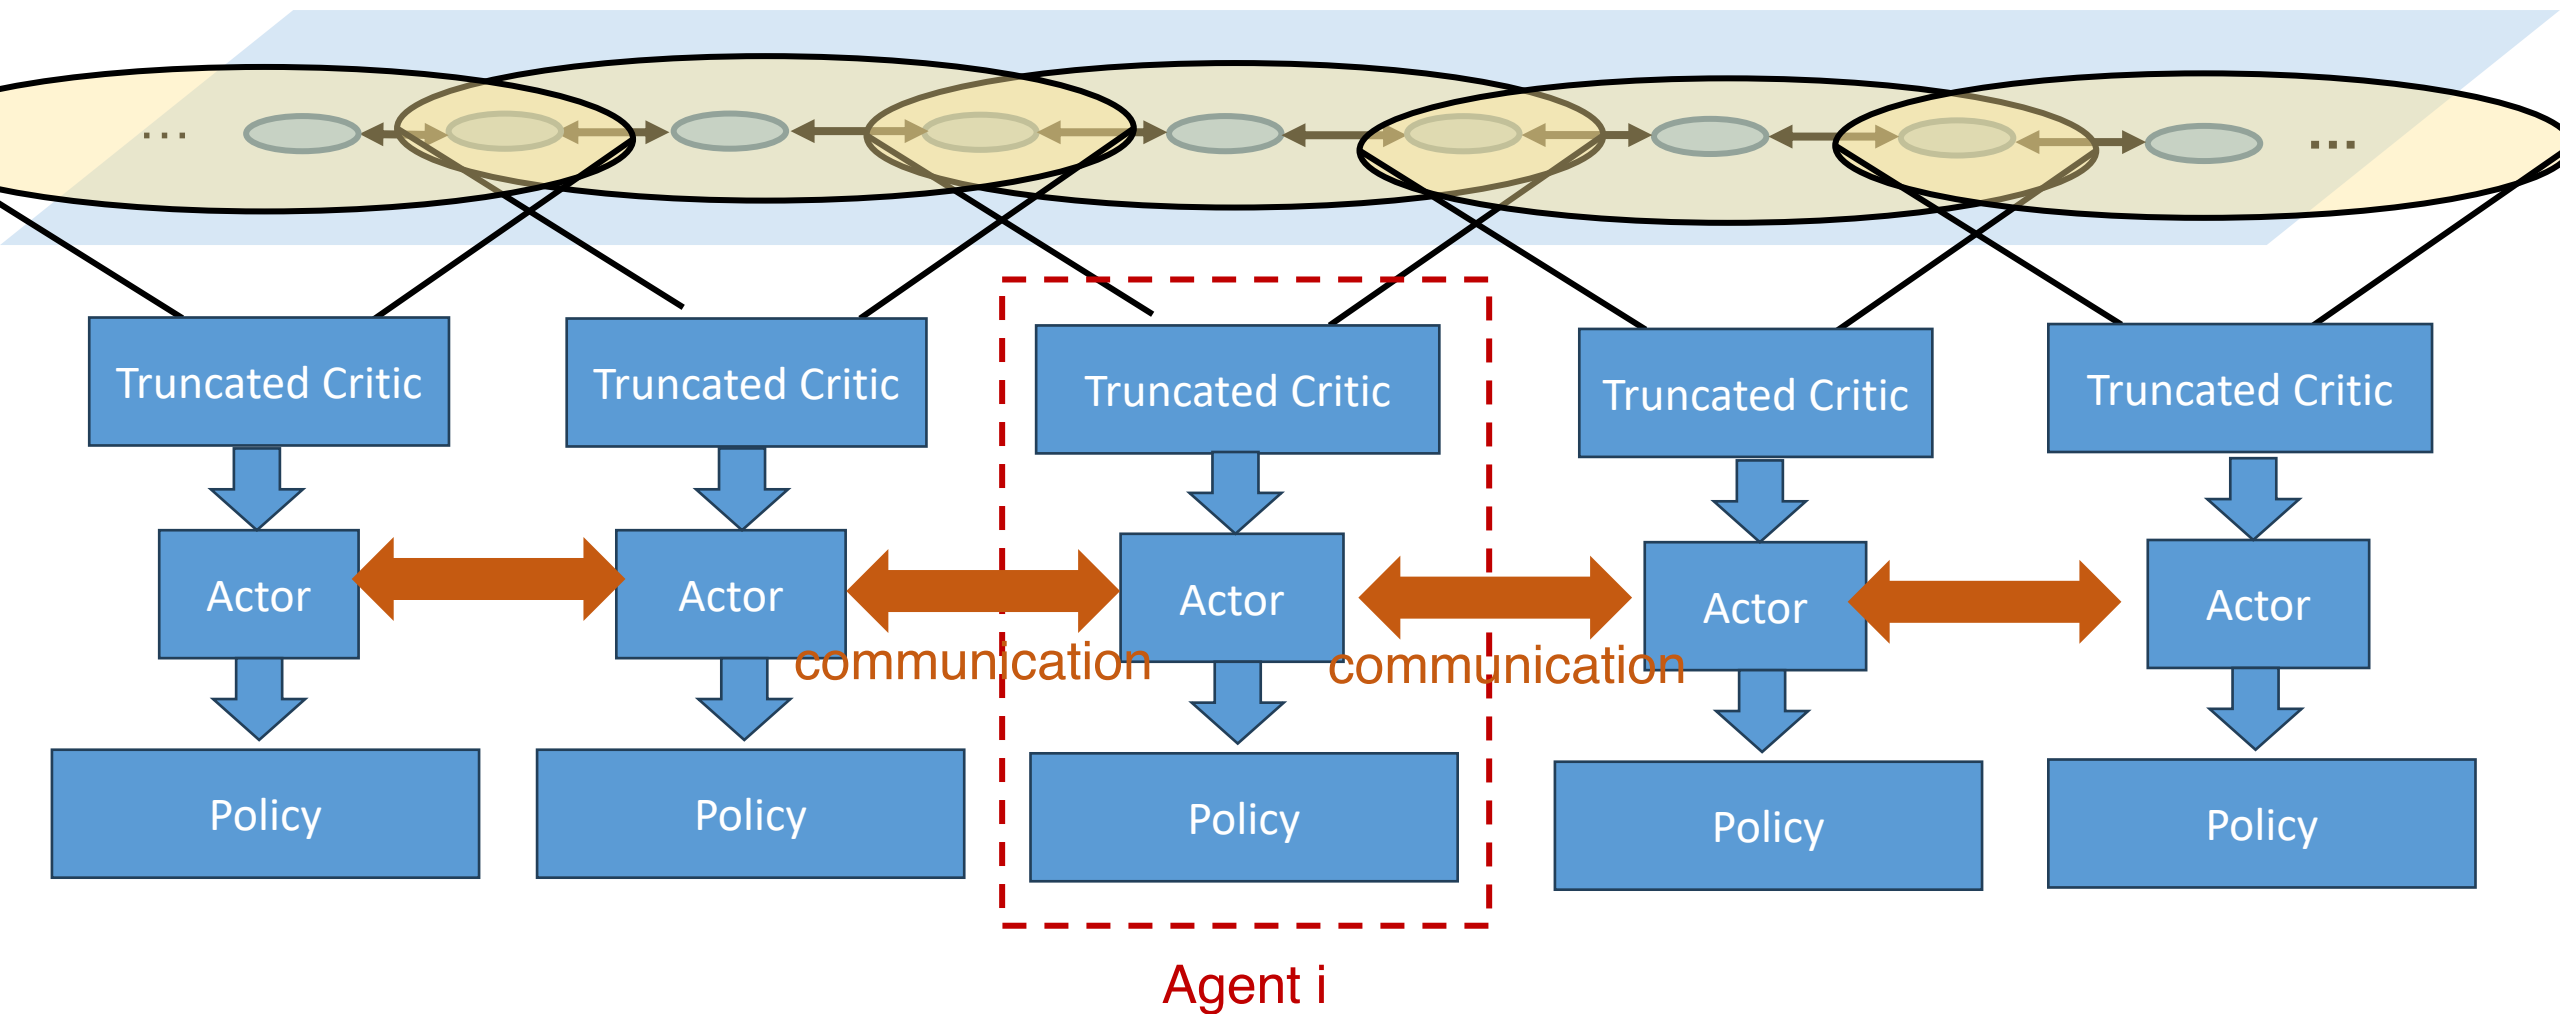 ... ...
Truncated Critic Truncated Critic Truncated Critic Truncated Critic Truncated Critic
Actor Actor Actor Actor Actor
communication communication
Policy Policy Policy Policy Policy
Agent i